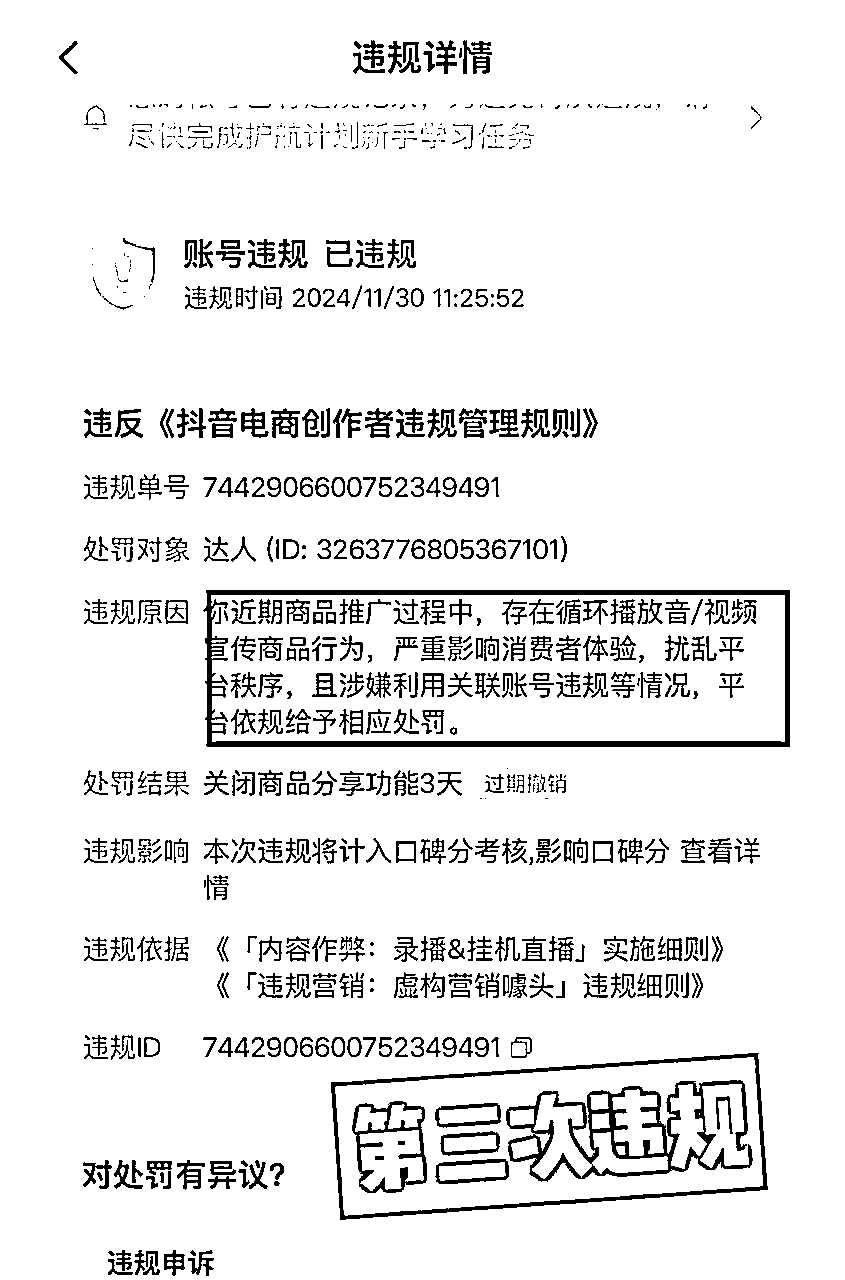 违规详情
尽快完成护航计划新手学习任务
账号违规 已违规
违规时间 2024/11/30 11:25:52
违反《抖音电商创作者违规管理规则》
违规单号 7442906600752349491
处罚对象 达人 (ID: 3263776805367101)
违规原因 你近期商品推广过程中，存在循环播放音/视频
宣传商品行为，严重影响消费者体验，扰乱平
台秩序，且涉嫌利用关联账号违规等情况，平
台依规给予相应处罚。
处罚结果 关闭商品分享功能3天 过期撤销
违规影响 本次违规将计入口碑分考核,影响口碑分 查看详
情
违规依据 《「内容作弊：录播&挂机直播」实施细则》
《「违规营销：虚构营销噱头」违规细则》
违规ID 7442906600752349491
第三次违规
对处罚有异议？
违规申诉